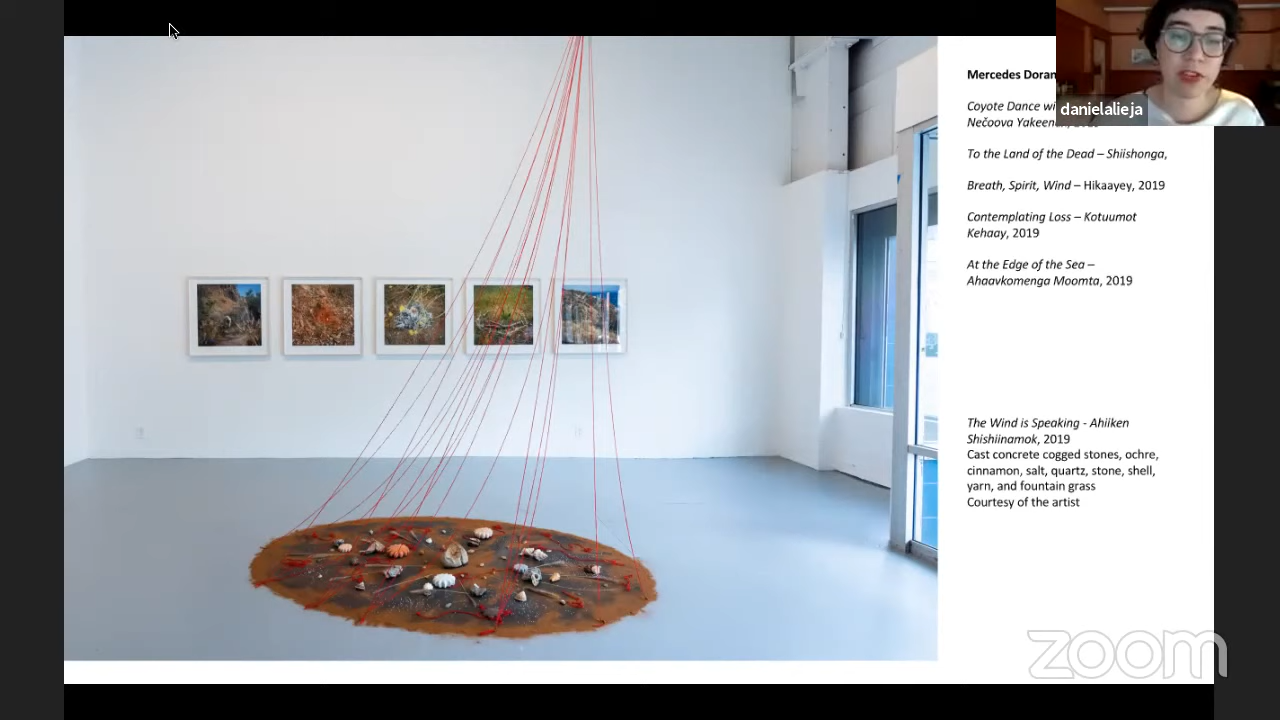 Mercedes Doram
danielalieja
Coyote Dance wi
Nečoova
To the Land of the Dead – Shiishonga,
Breath, Spirit, Wind – Hikaayey, 2019
Contemplating Loss – Kotuumot
Kehaay, 2019
At the Edge of the Sea –
Ahaavkomenga Moomta, 2019
The Wind is Speaking - Ahiiken
Shishiinamok, 2019
Cast concrete cogged stones, ochre,
cinnamon, salt, quartz, stone, shell,
yarn, and fountain grass
Courtesy of the artist
zoom